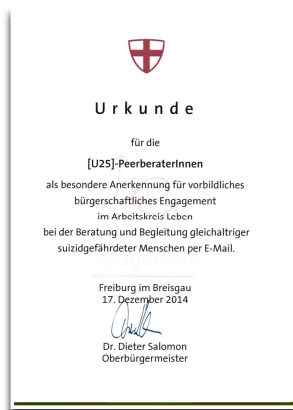 Urkunde
für die
[U25]-PeerberaterInnen
als besondere Anerkennung für vorbildliches
bürgerschaftliches Engagement
im Arbeitskreis Leben
bei der Beratung und Begleitung gleichaltriger
suizidgefährdeter Menschen per E-Mail.
Freiburg im Breisgau
17. Dezember 2014
Dr. Dieter Salomon
Oberbürgermeister